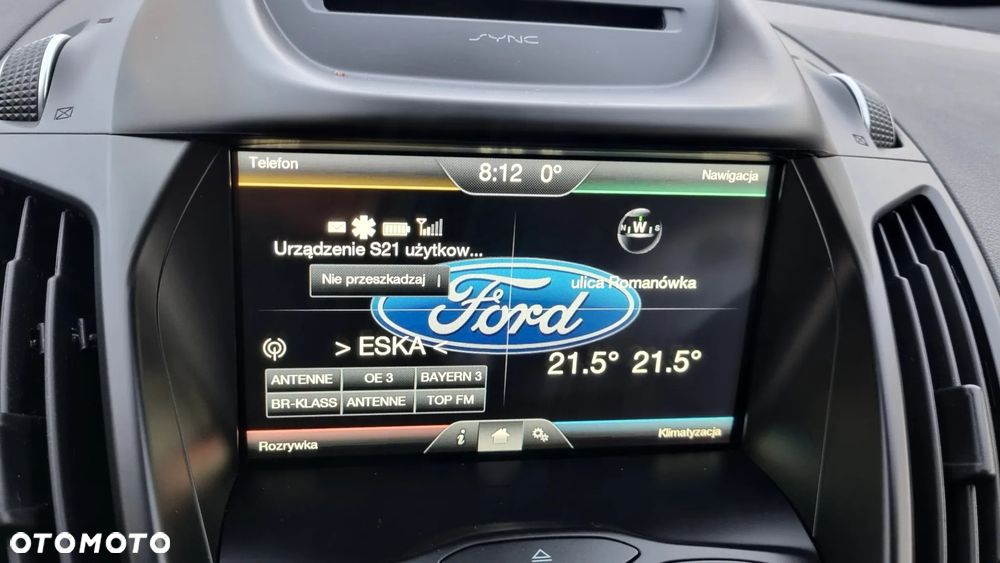 SYNC
Telefon
8:12 0°
Nawigacja
N W S
Urządzenie S21 użytkow...
Nie przeszkadzaj
ulica Romanówka
Ford
> ESKA <
21.5° 21.5°
ANTENNE OE 3 BAYERN 3
BR-KLASS ANTENNE TOP FM
Rozrywka
i
Klimatyzacja
OTOMOTO